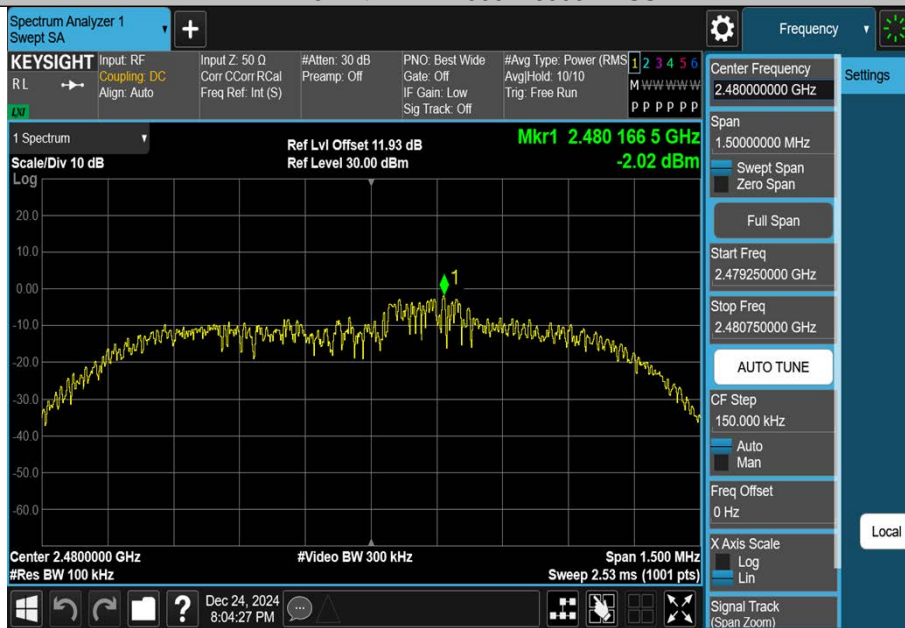 Spectrum Analyzer 1
Swept SA
+
Frequency
KEYSIGHT
RL
LXI
Input: RF
Coupling: DC
Align: Auto
Input Z: 50 Ω
Corr CCorr RCal
Freq Ref: Int (S)
#Atten: 30 dB
Preamp: Off
PNO: Best Wide
Gate: Off
IF Gain: Low
Sig Track: Off
#Avg Type: Power (RMS
Avg|Hold: 10/10
Trig: Free Run
1 2 3 4 5 6
M W W W W W
P P P P P P
1 Spectrum
Scale/Div 10 dB
Log
Ref Lvl Offset 11.93 dB
Ref Level 30.00 dBm
Mkr1 2.480 166 5 GHz
-2.02 dBm
20.0
10.0
0.00
-10.0
-20.0
-30.0
-40.0
-50.0
-60.0
1
Center 2.4800000 GHz
#Res BW 100 kHz
#Video BW 300 kHz
Span 1.500 MHz
Sweep 2.53 ms (1001 pts)
Center Frequency
2.480000000 GHz
Settings
Span
1.50000000 MHz
Swept Span
Zero Span
Full Span
Start Freq
2.479250000 GHz
Stop Freq
2.480750000 GHz
AUTO TUNE
CF Step
150.000 kHz
Auto
Man
Freq Offset
0 Hz
Local
X Axis Scale
Log
Lin
Signal Track
(Span Zoom)
?
Dec 24, 2024
8:04:27 PM